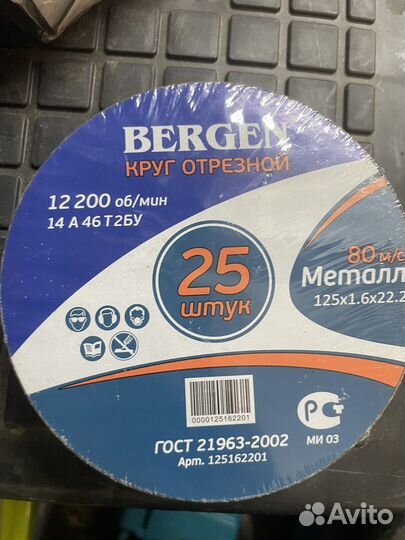 BERGEN
КРУГ ОТРЕЗНОЙ
12 200 об/мин
14 А 46 Т2БУ
25
штук
80 м/с
Металл
125x1.6x22.2
0000125162201
ГОСТ 21963-2002
Арт. 125162201
МИ 03
Avito